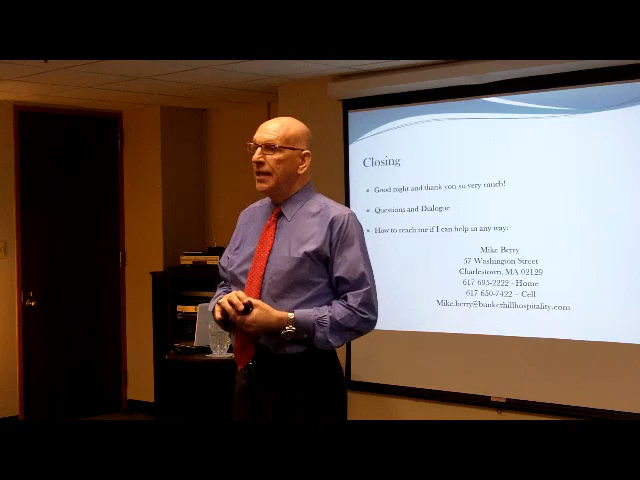 Closing
Good night and thank you so very much!
Questions and Dialogue
How to reach me if I can help in any way:
Mike Berry
57 Washington Street
Charlestown, MA 02129
617 695-2222 - Home
617 650-7422 – Cell
Mike.berry@bunkerhillhospitality.com